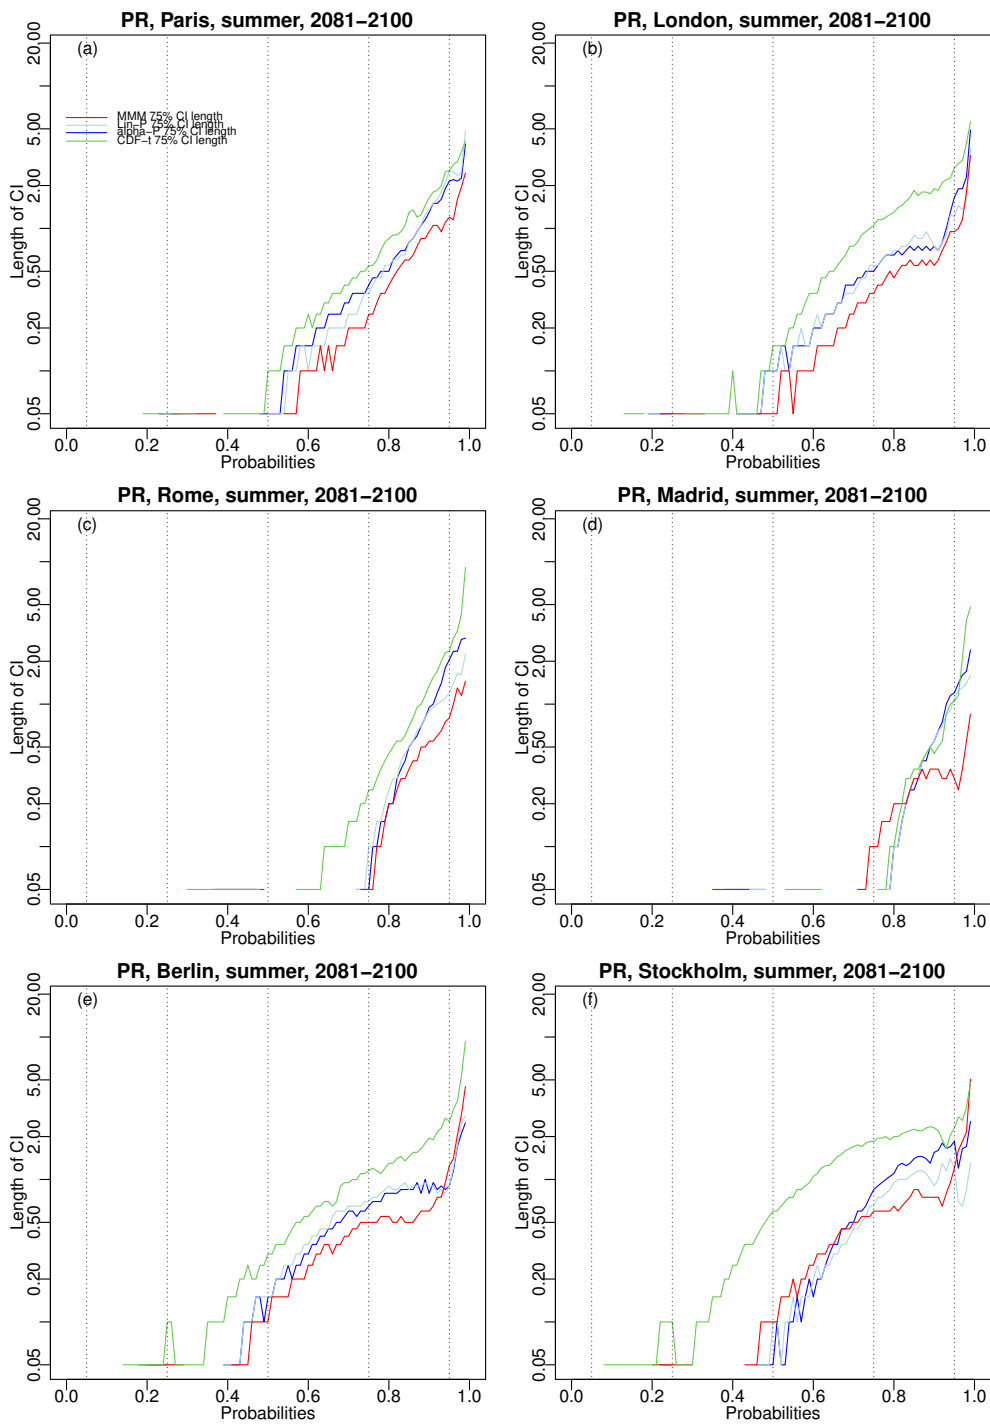 PR, Paris, summer, 2081−2100
(a)
MMM 75% CI length
Lin−P 75% CI length
alpha−P 75% CI length
CDF−t 75% CI length
Length of CI
0.05 0.20 0.50 2.00 5.00 20.00
0.0 0.2 0.4 0.6 0.8 1.0
Probabilities
PR, London, summer, 2081−2100
(b)
Length of CI
0.05 0.20 0.50 2.00 5.00 20.00
0.0 0.2 0.4 0.6 0.8 1.0
Probabilities
PR, Rome, summer, 2081−2100
(c)
Length of CI
0.05 0.20 0.50 2.00 5.00 20.00
0.0 0.2 0.4 0.6 0.8 1.0
Probabilities
PR, Madrid, summer, 2081−2100
(d)
Length of CI
0.05 0.20 0.50 2.00 5.00 20.00
0.0 0.2 0.4 0.6 0.8 1.0
Probabilities
PR, Berlin, summer, 2081−2100
(e)
Length of CI
0.05 0.20 0.50 2.00 5.00 20.00
0.0 0.2 0.4 0.6 0.8 1.0
Probabilities
PR, Stockholm, summer, 2081−2100
(f)
Length of CI
0.05 0.20 0.50 2.00 5.00 20.00
0.0 0.2 0.4 0.6 0.8 1.0
Probabilities